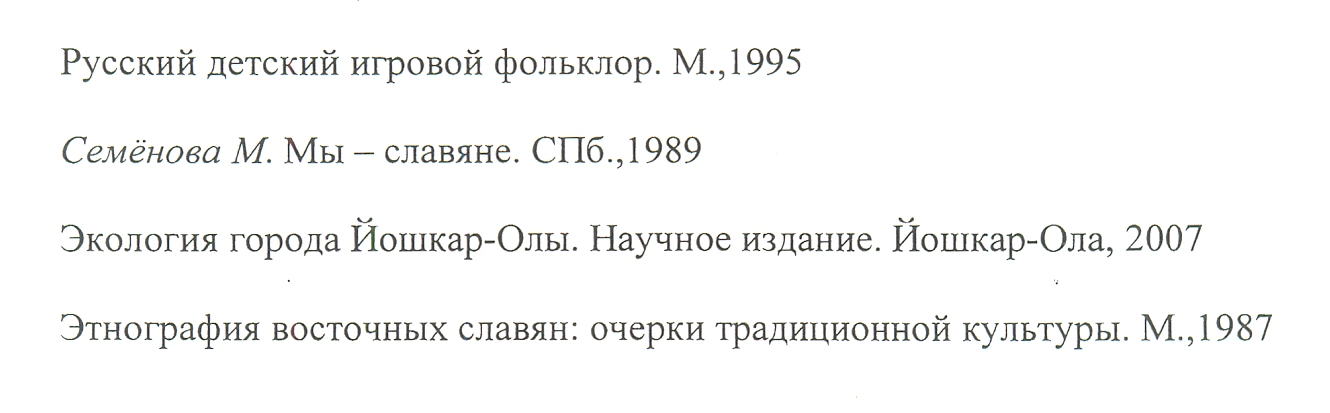 Русский детский игровой фольклор. М.,1995
Семёнова М. Мы – славяне. СПб.,1989
Экология города Йошкар-Олы. Научное издание. Йошкар-Ола, 2007
Этнография восточных славян: очерки традиционной культуры. М.,1987